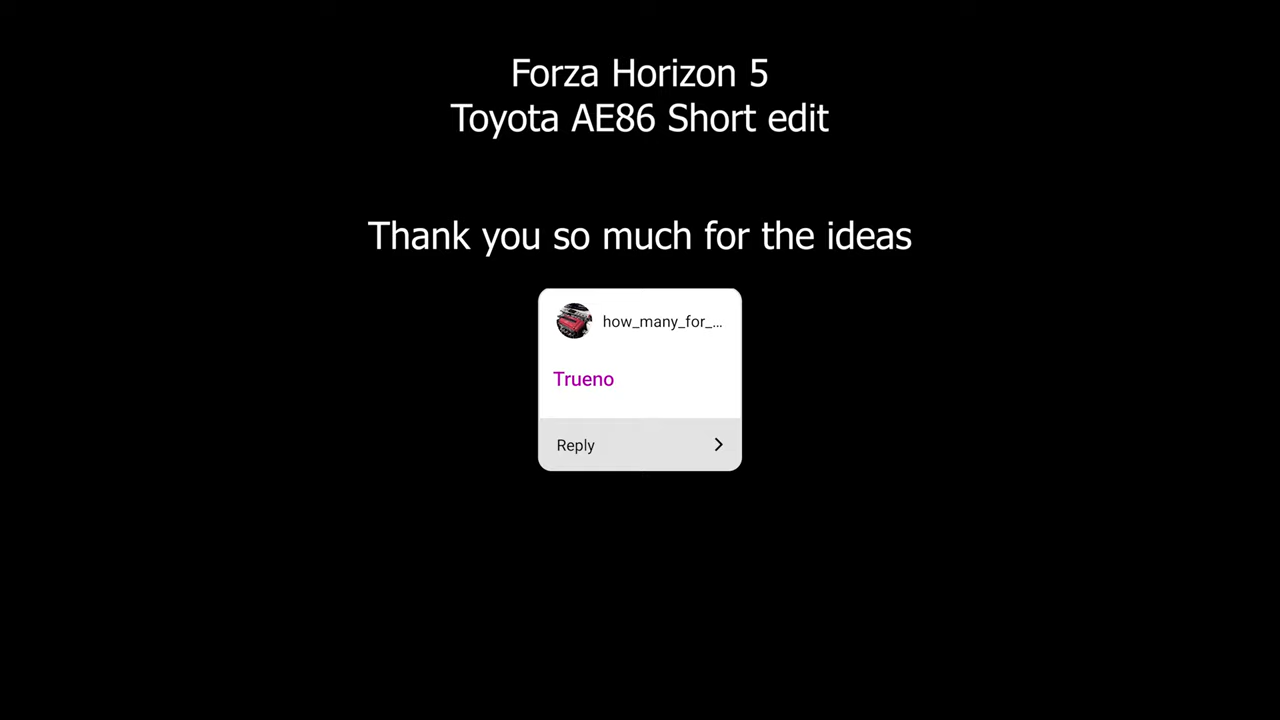 Forza Horizon 5
Toyota AE86 Short edit
Thank you so much for the ideas
how_many_for_...
Trueno
Reply